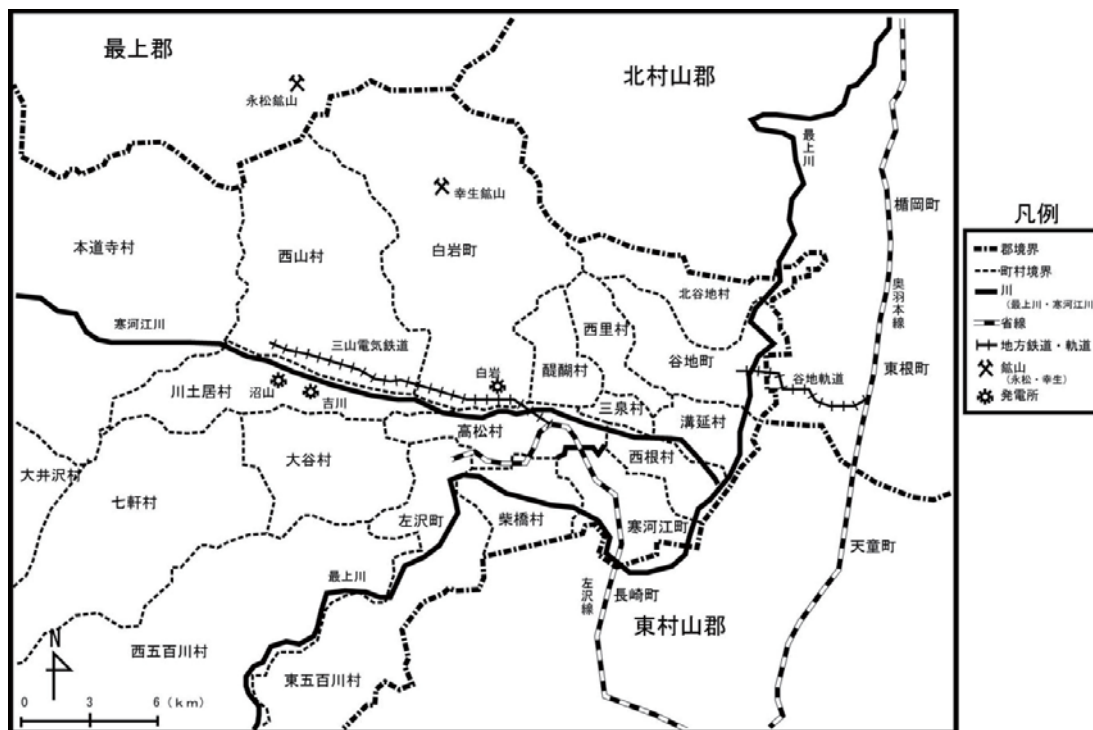 最上郡
北村山郡
永松鉱山
最上川
幸生鉱山
楯岡町
本道寺村
西山村
白岩町
奥羽本線
北谷地村
寒河江川
西里村
三山電気鉄道
谷地町
白岩
醍醐村
谷地軌道
東根町
川土居村
沼山
吉川
三泉村
溝延村
高松村
大井沢村
大谷村
西根村
七軒村
左沢町
柴橋村
寒河江町
天童町
最上川
左沢線
長崎町
東村山郡
西五百川村
東五百川村
N
0 3 6 (km)
凡例
郡境界
町村境界
川
(最上川・寒河江川)
省線
地方鉄道・軌道
鉱山
(永松・幸生)
発電所